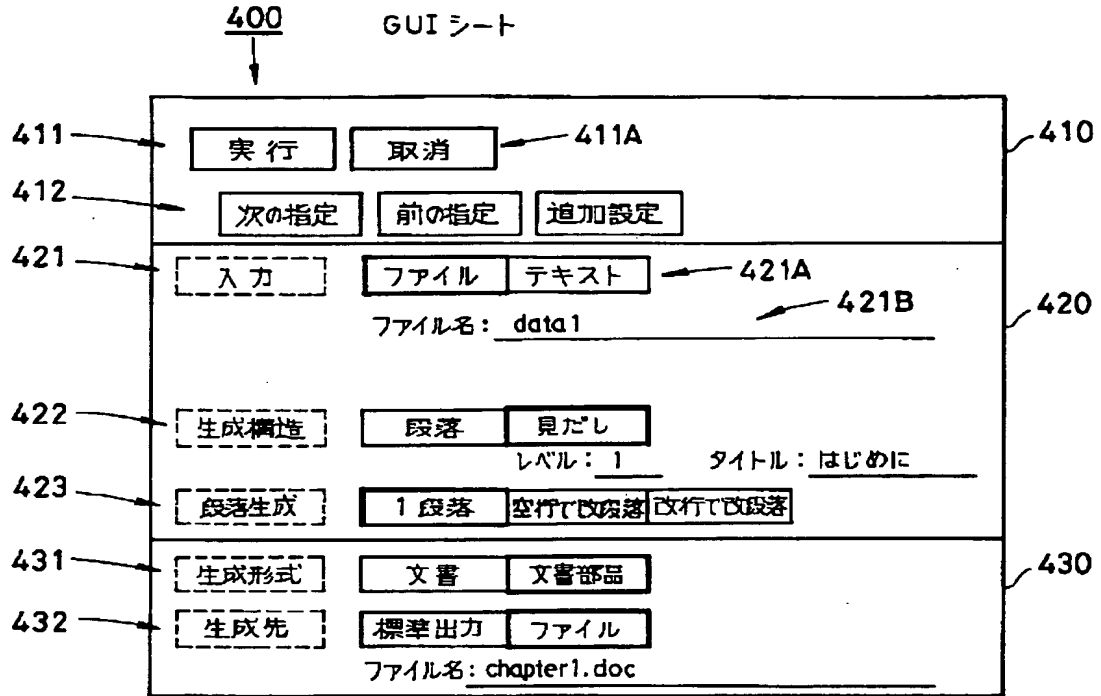 400 GUI シート
411 実行 取消 411A 410
412 次の指定 前の指定 追加設定
421 入力 ファイル テキスト 421A
ファイル名: data1 421B 420
422 生成構造 段落 見だし
レベル: 1 タイトル: はじめに
423 段落生成 1段落 空行で改段落 改行で改段落
431 生成形式 文書 文書部品 430
432 生成先 標準出力 ファイル
ファイル名: chapter1.doc